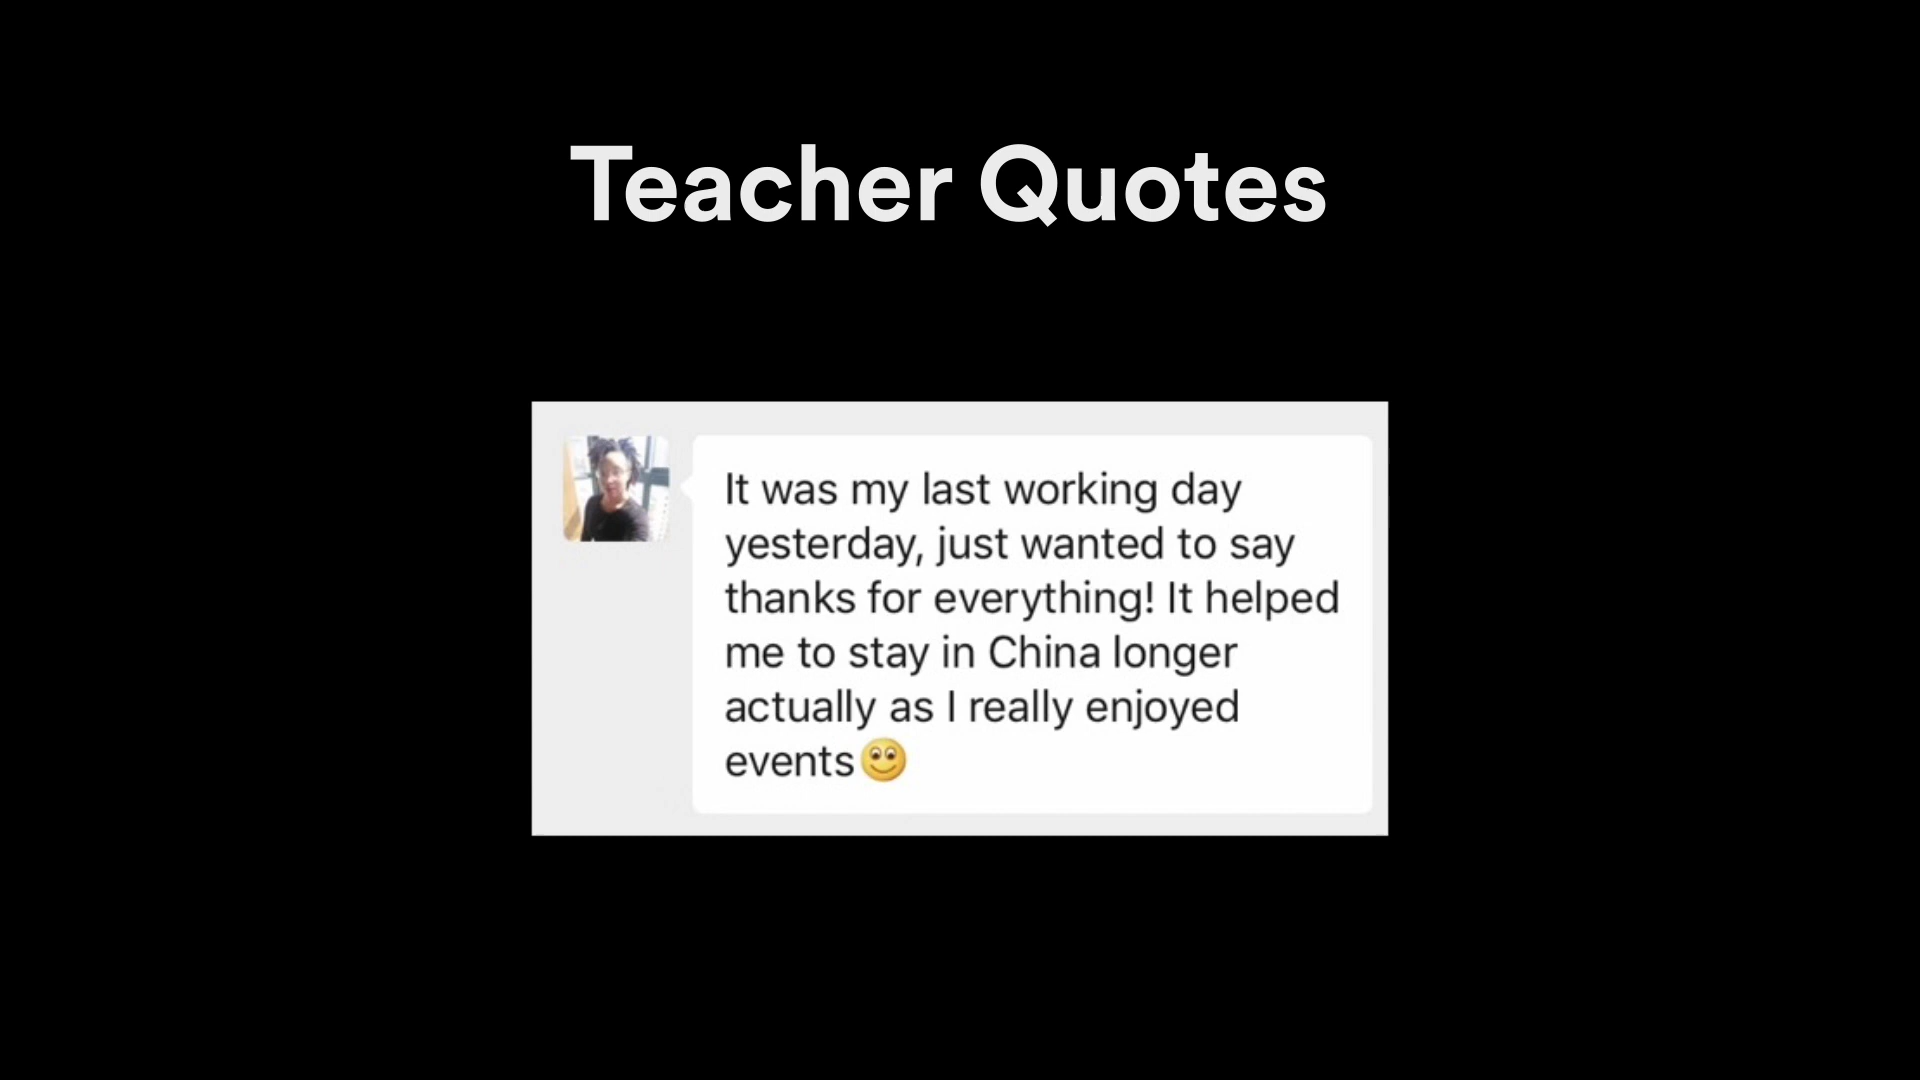 Teacher Quotes
It was my last working day
yesterday, just wanted to say
thanks for everything! It helped
me to stay in China longer
actually as I really enjoyed
events🙂